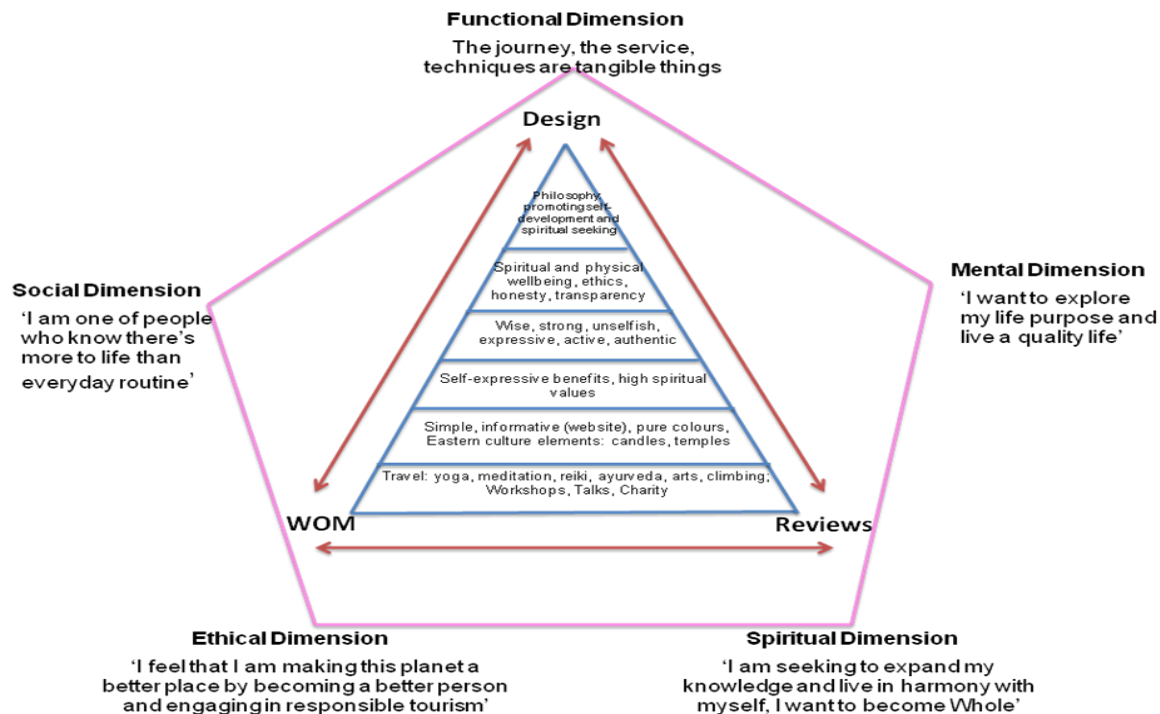 Functional Dimension
The journey, the service,
techniques are tangible things
Design
Philosophy
promoting self-
development and
spiritual seeking
Spiritual and physical
wellbeing, ethics,
honesty, transparency
Wise, strong, unselfish,
expressive, active, authentic
Self-expressive benefits, high spiritual
values
Simple, informative (website), pure colours,
Eastern culture elements: candles, temples
Travel: yoga, meditation, reiki, ayurveda, arts, climbing;
Workshops, Talks, Charity
WOM
Reviews
Social Dimension
‘I am one of people
who know there’s
more to life than
everyday routine’
Mental Dimension
‘I want to explore
my life purpose and
live a quality life’
Ethical Dimension
‘I feel that I am making this planet a
better place by becoming a better person
and engaging in responsible tourism’
Spiritual Dimension
‘I am seeking to expand my
knowledge and live in harmony with
myself, I want to become Whole’